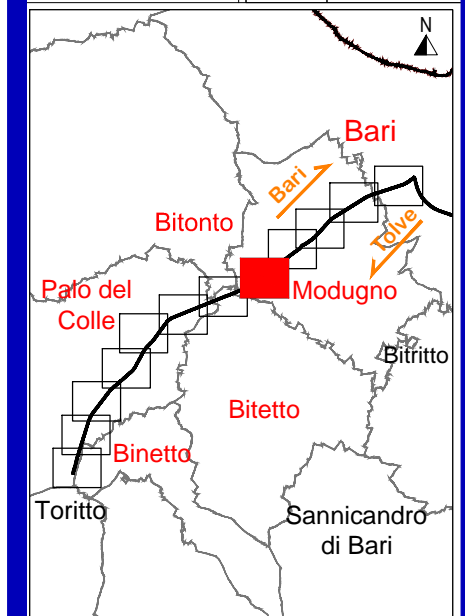 N
Bari
Bari
Bitonto
Tolve
Palo del
Colle
Modugno
Bitritto
Bitetto
Binetto
Toritto
Sannicandro
di Bari